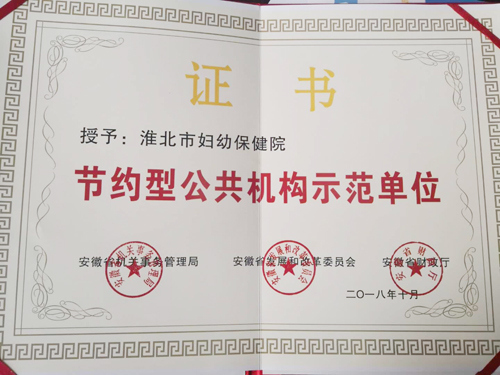 证 书
授予：淮北市妇幼保健院
节约型公共机构示范单位
安徽省机关事务管理局 安徽省发展和改革委员会 安徽省财政厅
二〇一八年十月